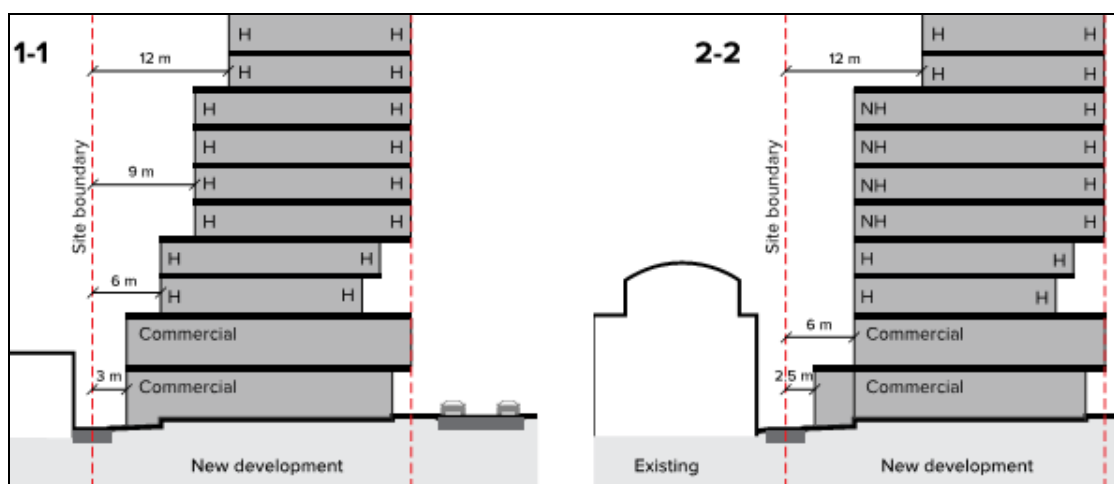 1-1
H H
12 m
H H
H H
H H
9 m
H H
H H
Site boundary
H H
6 m
H H
Commercial
3 m
Commercial
New development
2-2
H H
12 m
H H
NH H
NH H
NH H
NH H
Site boundary
H H
H H
6 m
Commercial
2.5 m
Commercial
Existing
New development